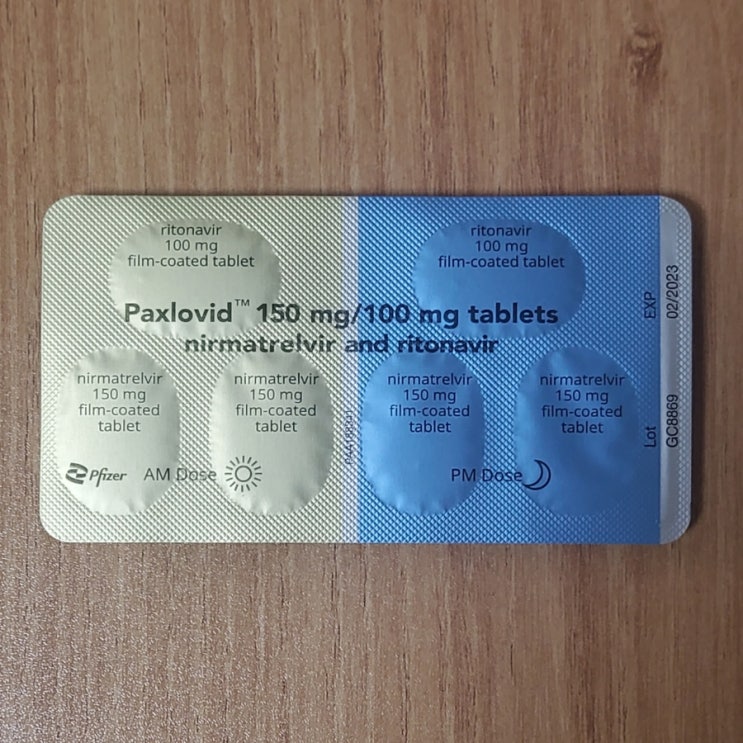 ritonavir
100 mg
film-coated tablet
ritonavir
100 mg
film-coated tablet
Paxlovid™ 150 mg/100 mg tablets
nirmatrelvir and ritonavir
nirmatrelvir
150 mg
film-coated
tablet
nirmatrelvir
150 mg
film-coated
tablet
nirmatrelvir
150 mg
film-coated
tablet
nirmatrelvir
150 mg
film-coated
tablet
Pfizer
AM Dose
PM Dose
EXP
02/2023
Lot
GC8869